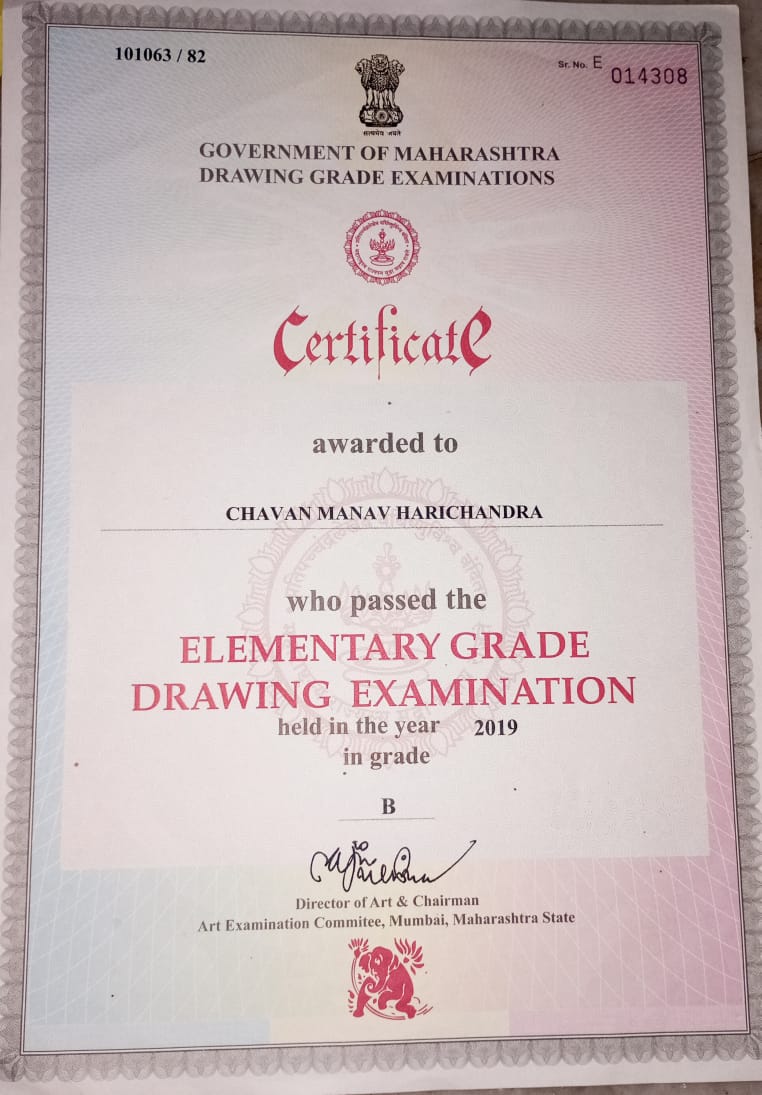 101063 / 82
Sr. No. E 014308
सत्यमेव जयते
GOVERNMENT OF MAHARASHTRA
DRAWING GRADE EXAMINATIONS
Certificate
awarded to
CHAVAN MANAV HARICHANDRA
who passed the
ELEMENTARY GRADE
DRAWING EXAMINATION
held in the year 2019
in grade
B
Director of Art & Chairman
Art Examination Commitee, Mumbai, Maharashtra State